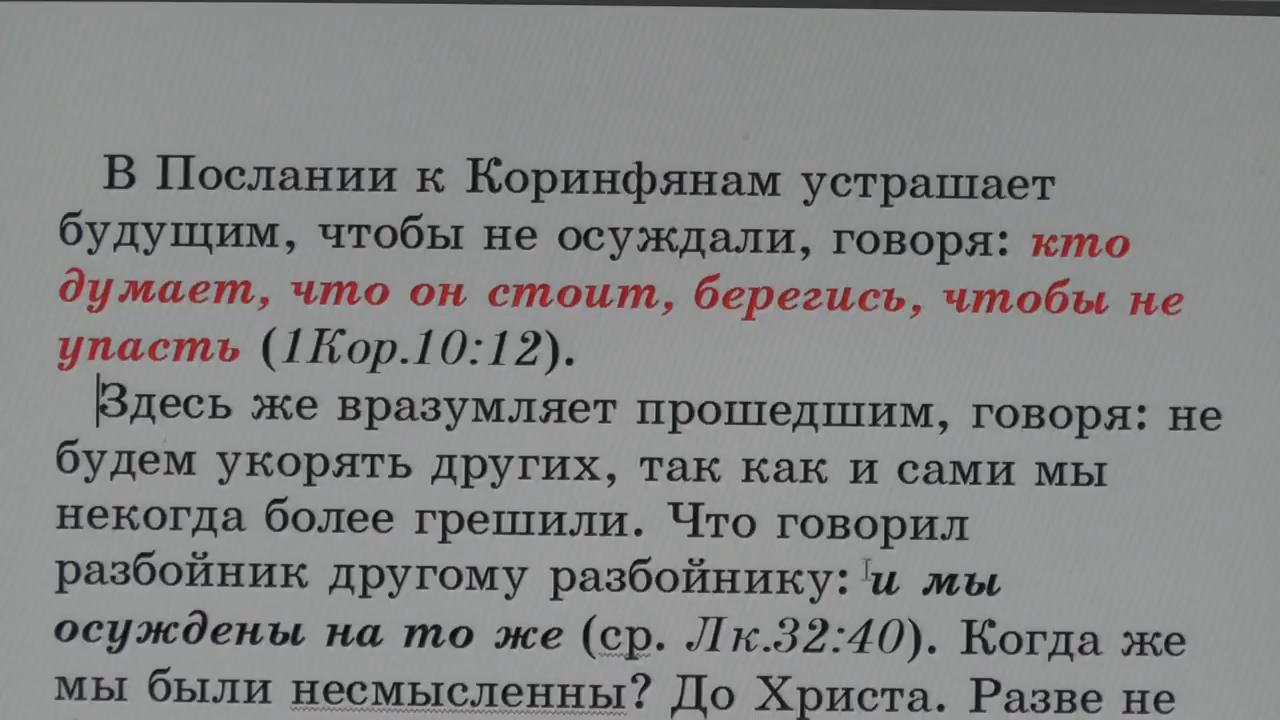 В Послании к Коринфянам устрашает
будущим, чтобы не осуждали, говоря: кто
думает, что он стоит, берегись, чтобы не
упасть (1Кор.10:12).
Здесь же вразумляет прошедшим, говоря: не
будем укорять других, так как и сами мы
некогда более грешили. Что говорил
разбойник другому разбойнику: и мы
осуждены на то же (ср. Лк.32:40). Когда же
мы были несмысленны? До Христа. Разве не